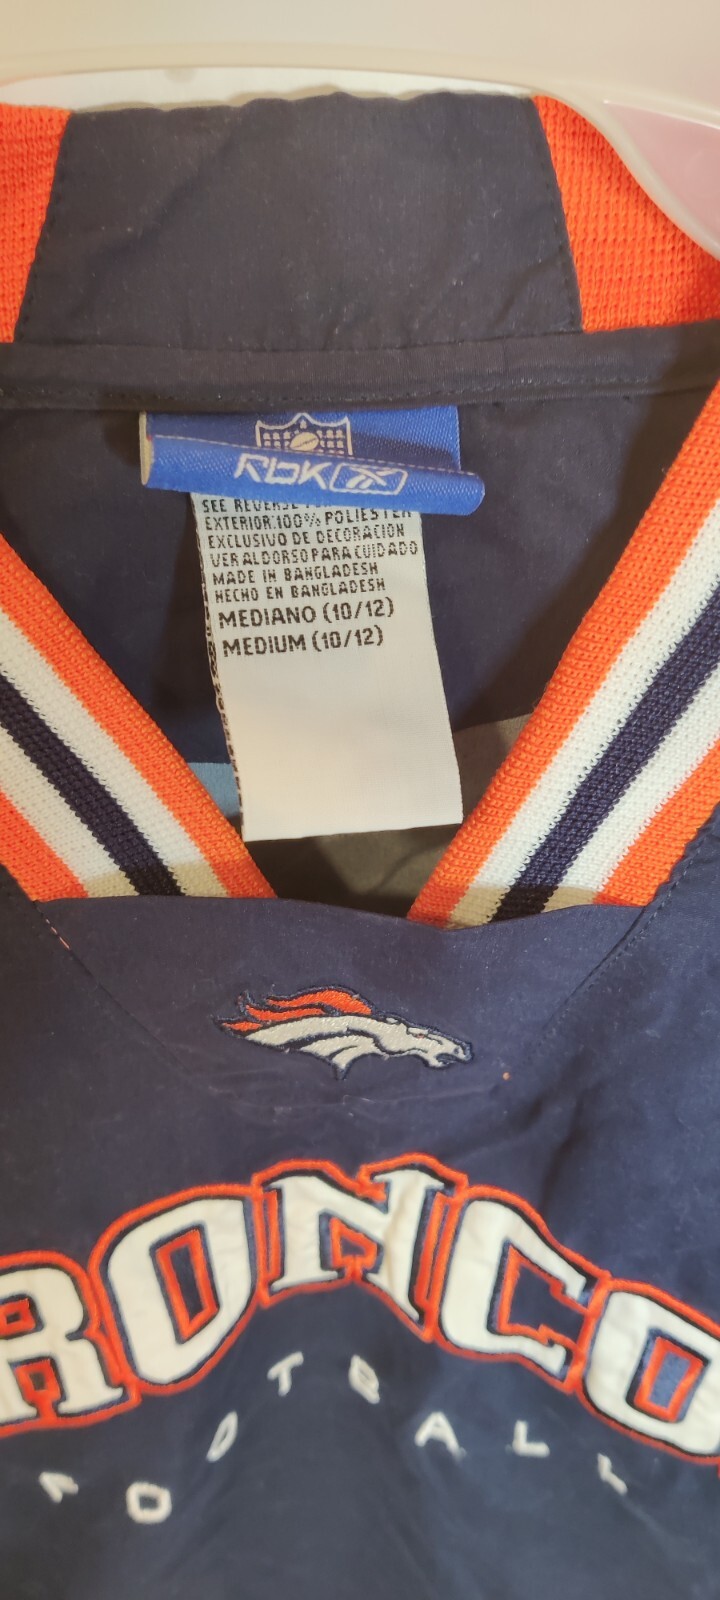 RbK
SEE REVERSE
EXTERIOR:100% POLIESTER
EXCLUSIVO DE DECORACION
VER AL DORSO PARA CUIDADO
MADE IN BANGLADESH
HECHO EN BANGLADESH
MEDIANO (10/12)
MEDIUM (10/12)
RONCO
FOOTBALL